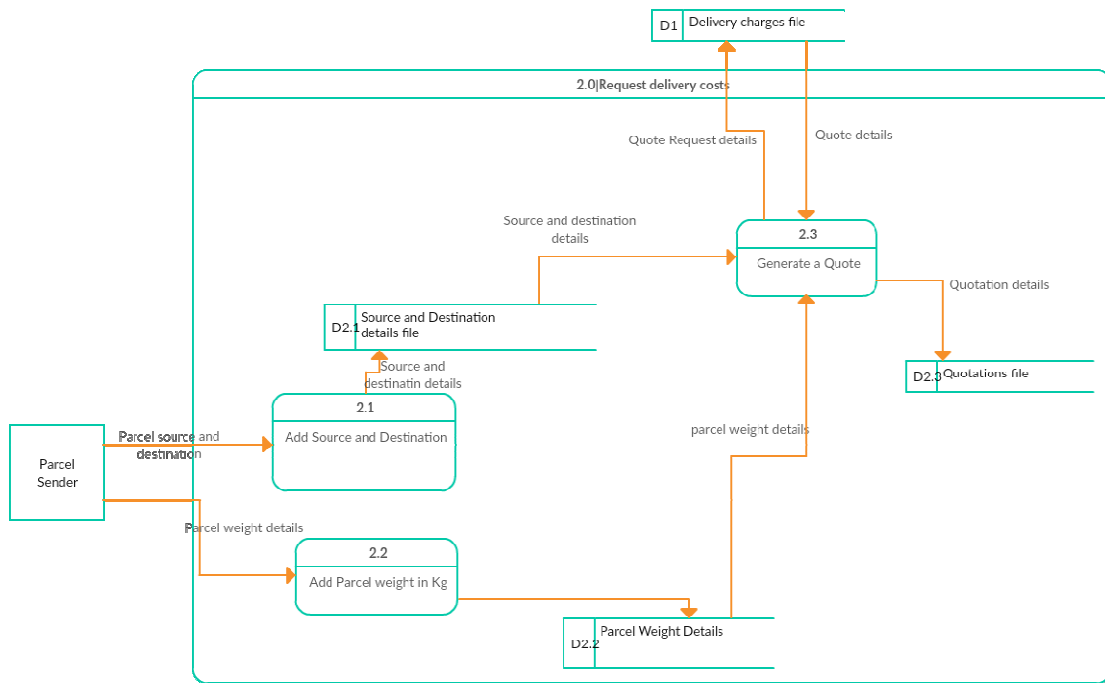 D1
Delivery charges file
2.0|Request delivery costs
Quote Request details
Quote details
Source and destination
details
2.3
Generate a Quote
Quotation details
D2.1
Source and Destination
details file
D2.3
Quotations file
Source and
destinatin details
2.1
Add Source and Destination
Parcel source and
destination
Parcel
Sender
parcel weight details
Parcel weight details
2.2
Add Parcel weight in Kg
D2.2
Parcel Weight Details